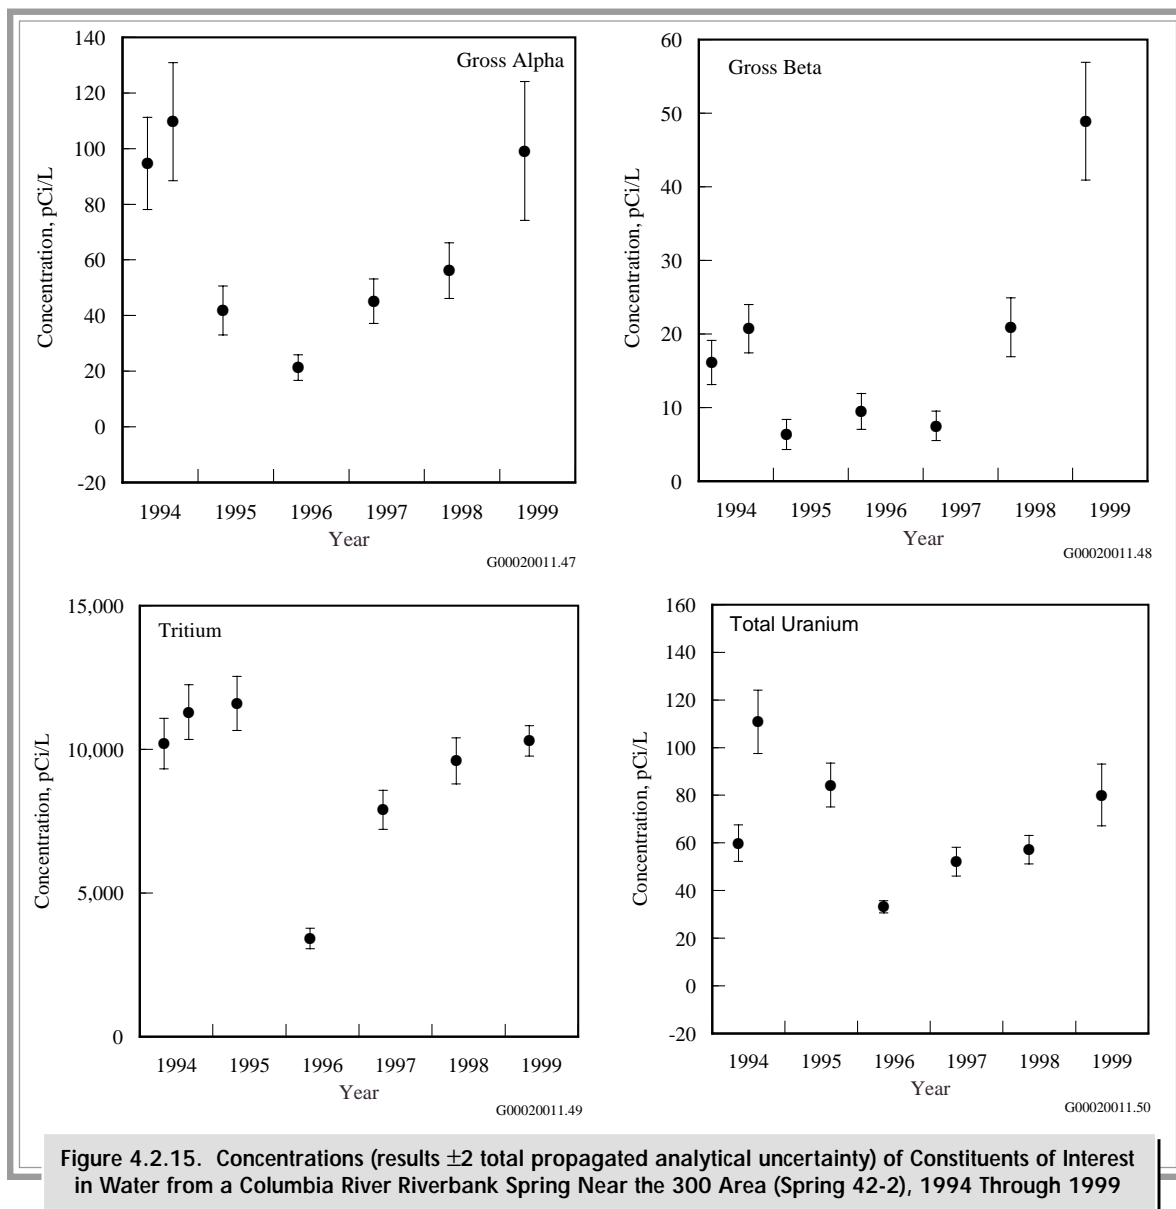 140
120
100
80
60
40
20
0
-20
Concentration, pCi/L
Gross Alpha
1994 1995 1996 1997 1998 1999
Year
G00020011.47
60
50
40
30
20
10
0
Concentration, pCi/L
Gross Beta
1994 1995 1996 1997 1998 1999
Year
G00020011.48
15,000
10,000
5,000
0
Concentration, pCi/L
Tritium
1994 1995 1996 1997 1998 1999
Year
G00020011.49
160
140
120
100
80
60
40
20
0
-20
Concentration, pCi/L
Total Uranium
1994 1995 1996 1997 1998 1999
Year
G00020011.50
Figure 4.2.15. Concentrations (results ±2 total propagated analytical uncertainty) of Constituents of Interest
in Water from a Columbia River Riverbank Spring Near the 300 Area (Spring 42-2), 1994 Through 1999